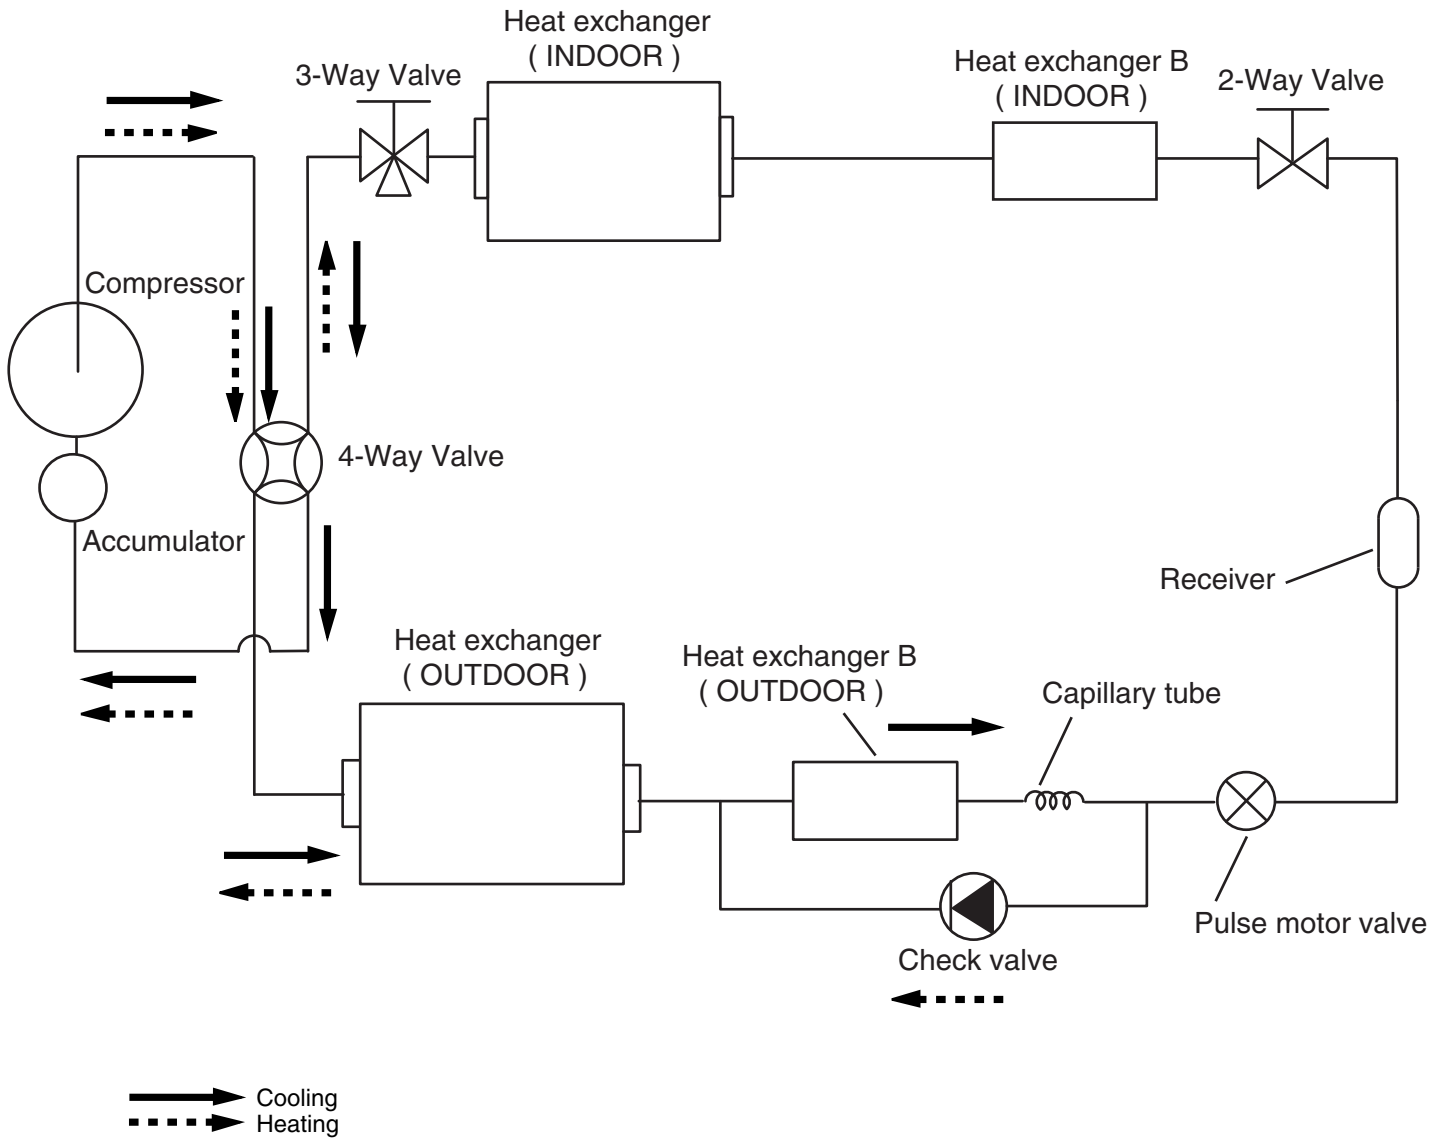 Heat exchanger
( INDOOR )
3-Way Valve
Heat exchanger B
( INDOOR )
2-Way Valve
Compressor
4-Way Valve
Accumulator
Receiver
Heat exchanger
( OUTDOOR )
Heat exchanger B
( OUTDOOR )
Capillary tube
Pulse motor valve
Check valve
Cooling
Heating